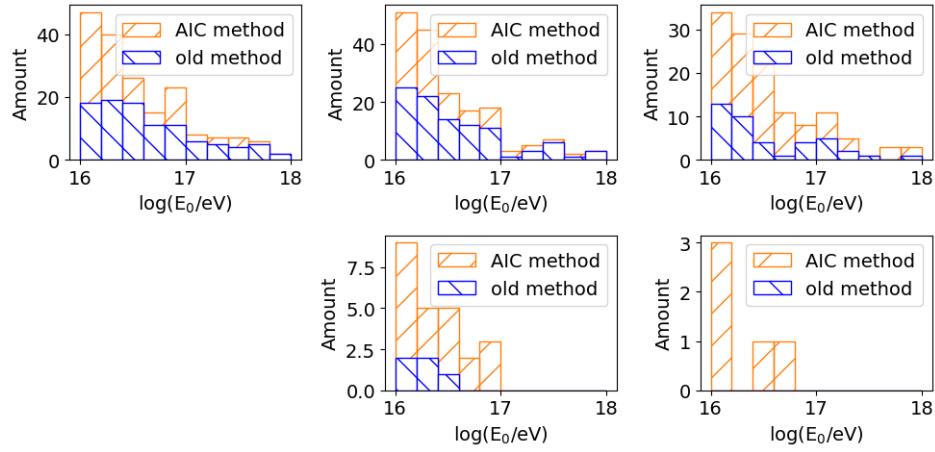 AIC method
old method
Amount
40
20
0
16 17 18
log(E₀/eV)
AIC method
old method
Amount
40
20
0
16 17 18
log(E₀/eV)
AIC method
old method
Amount
30
20
10
0
16 17 18
log(E₀/eV)
AIC method
old method
Amount
7.5
5.0
2.5
0.0
16 17 18
log(E₀/eV)
AIC method
old method
Amount
3
2
1
0
16 17 18
log(E₀/eV)